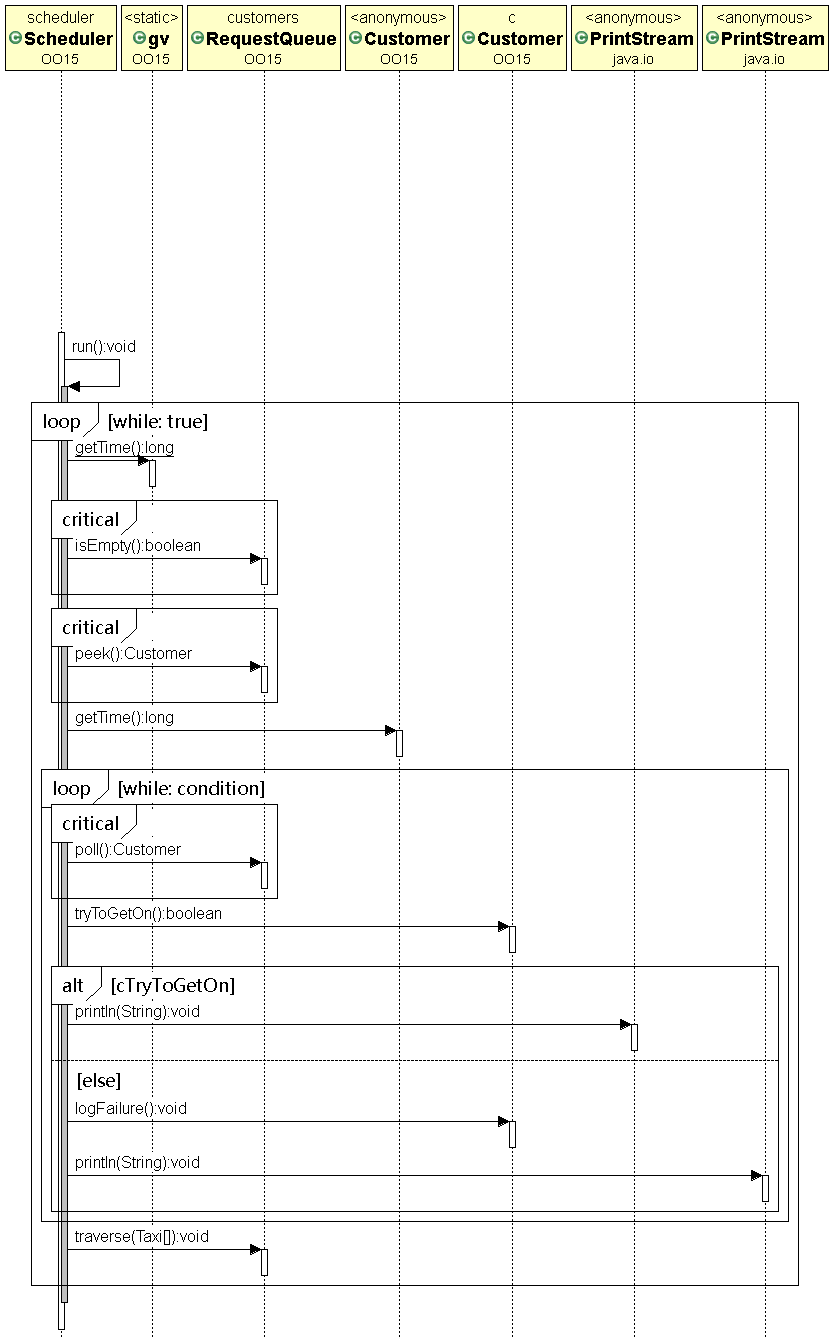 scheduler
Scheduler
OO15
<static>
gv
OO15
customers
RequestQueue
OO15
<anonymous>
Customer
OO15
c
Customer
OO15
<anonymous>
PrintStream
java.io
<anonymous>
PrintStream
java.io
run():void
loop [while: true]
getTime():long
critical
isEmpty():boolean
critical
peek():Customer
getTime():long
loop [while: condition]
critical
poll():Customer
tryToGetOn():boolean
alt [cTryToGetOn]
println(String):void
[else]
logFailure():void
println(String):void
traverse(Taxi[]):void